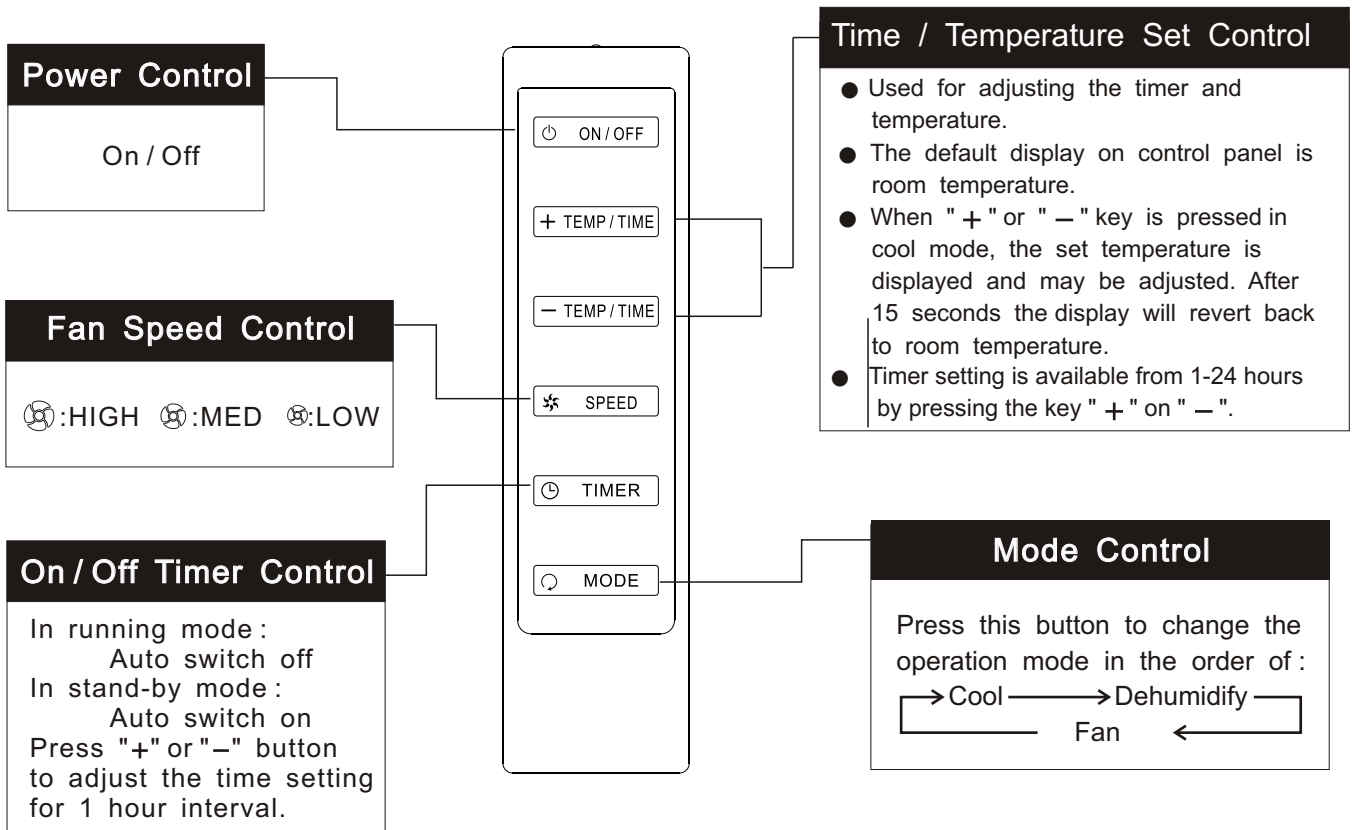 Power Control
On / Off
Fan Speed Control
:HIGH :MED :LOW
On / Off Timer Control
In running mode :
Auto switch off
In stand-by mode :
Auto switch on
Press "+" or "–" button
to adjust the time setting
for 1 hour interval.
ON / OFF
+ TEMP / TIME
– TEMP / TIME
SPEED
TIMER
MODE
Time / Temperature Set Control
● Used for adjusting the timer and
temperature.
● The default display on control panel is
room temperature.
● When " + " or " – " key is pressed in
cool mode, the set temperature is
displayed and may be adjusted. After
15 seconds the display will revert back
to room temperature.
● Timer setting is available from 1-24 hours
by pressing the key " + " on " – ".
Mode Control
Press this button to change the
operation mode in the order of :
Cool Dehumidify
Fan